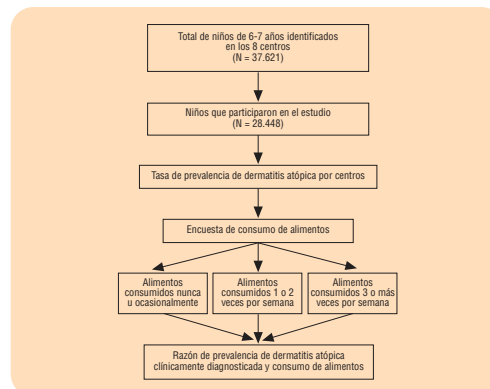 Total de niños de 6-7 años identificados
en los 8 centros
(N = 37.621)
Niños que participaron en el estudio
(N = 28.448)
Tasa de prevalencia de dermatitis atópica por centros
Encuesta de consumo de alimentos
Alimentos
consumidos nunca
u ocasionalmente
Alimentos
consumidos 1 o 2
veces por semana
Alimentos
consumidos 3 o más
veces por semana
Razón de prevalencia de dermatitis atópica
clínicamente diagnosticada y consumo de alimentos